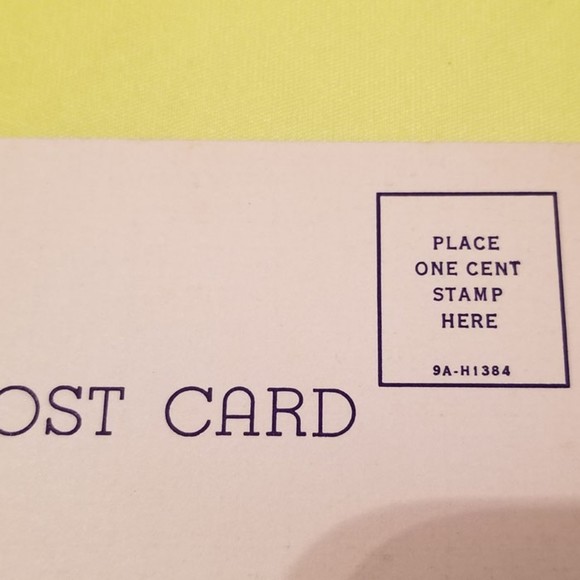 PLACE
ONE CENT
STAMP
HERE
9A-H1384
OST CARD